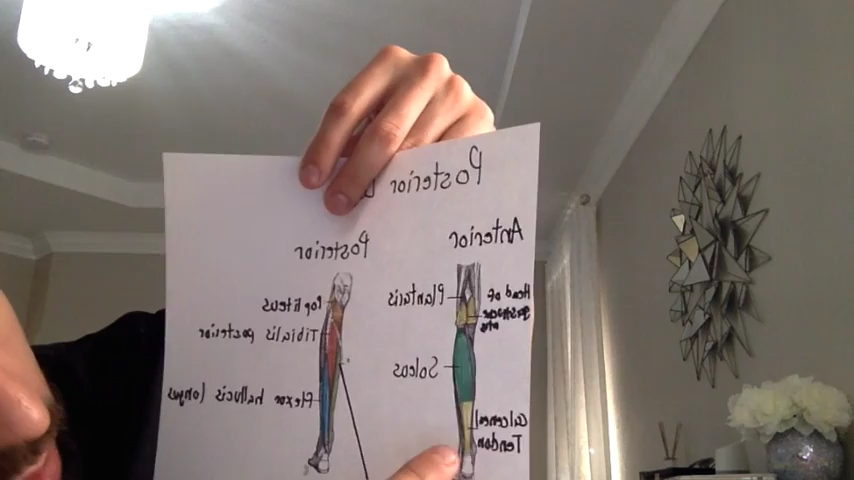 Posterior
Anterior
Head of
Plantaris
Soleus
Calcaneal
Tendon
Posterior
Popliteus
Tibialis posterior
Flexor hallucis longus